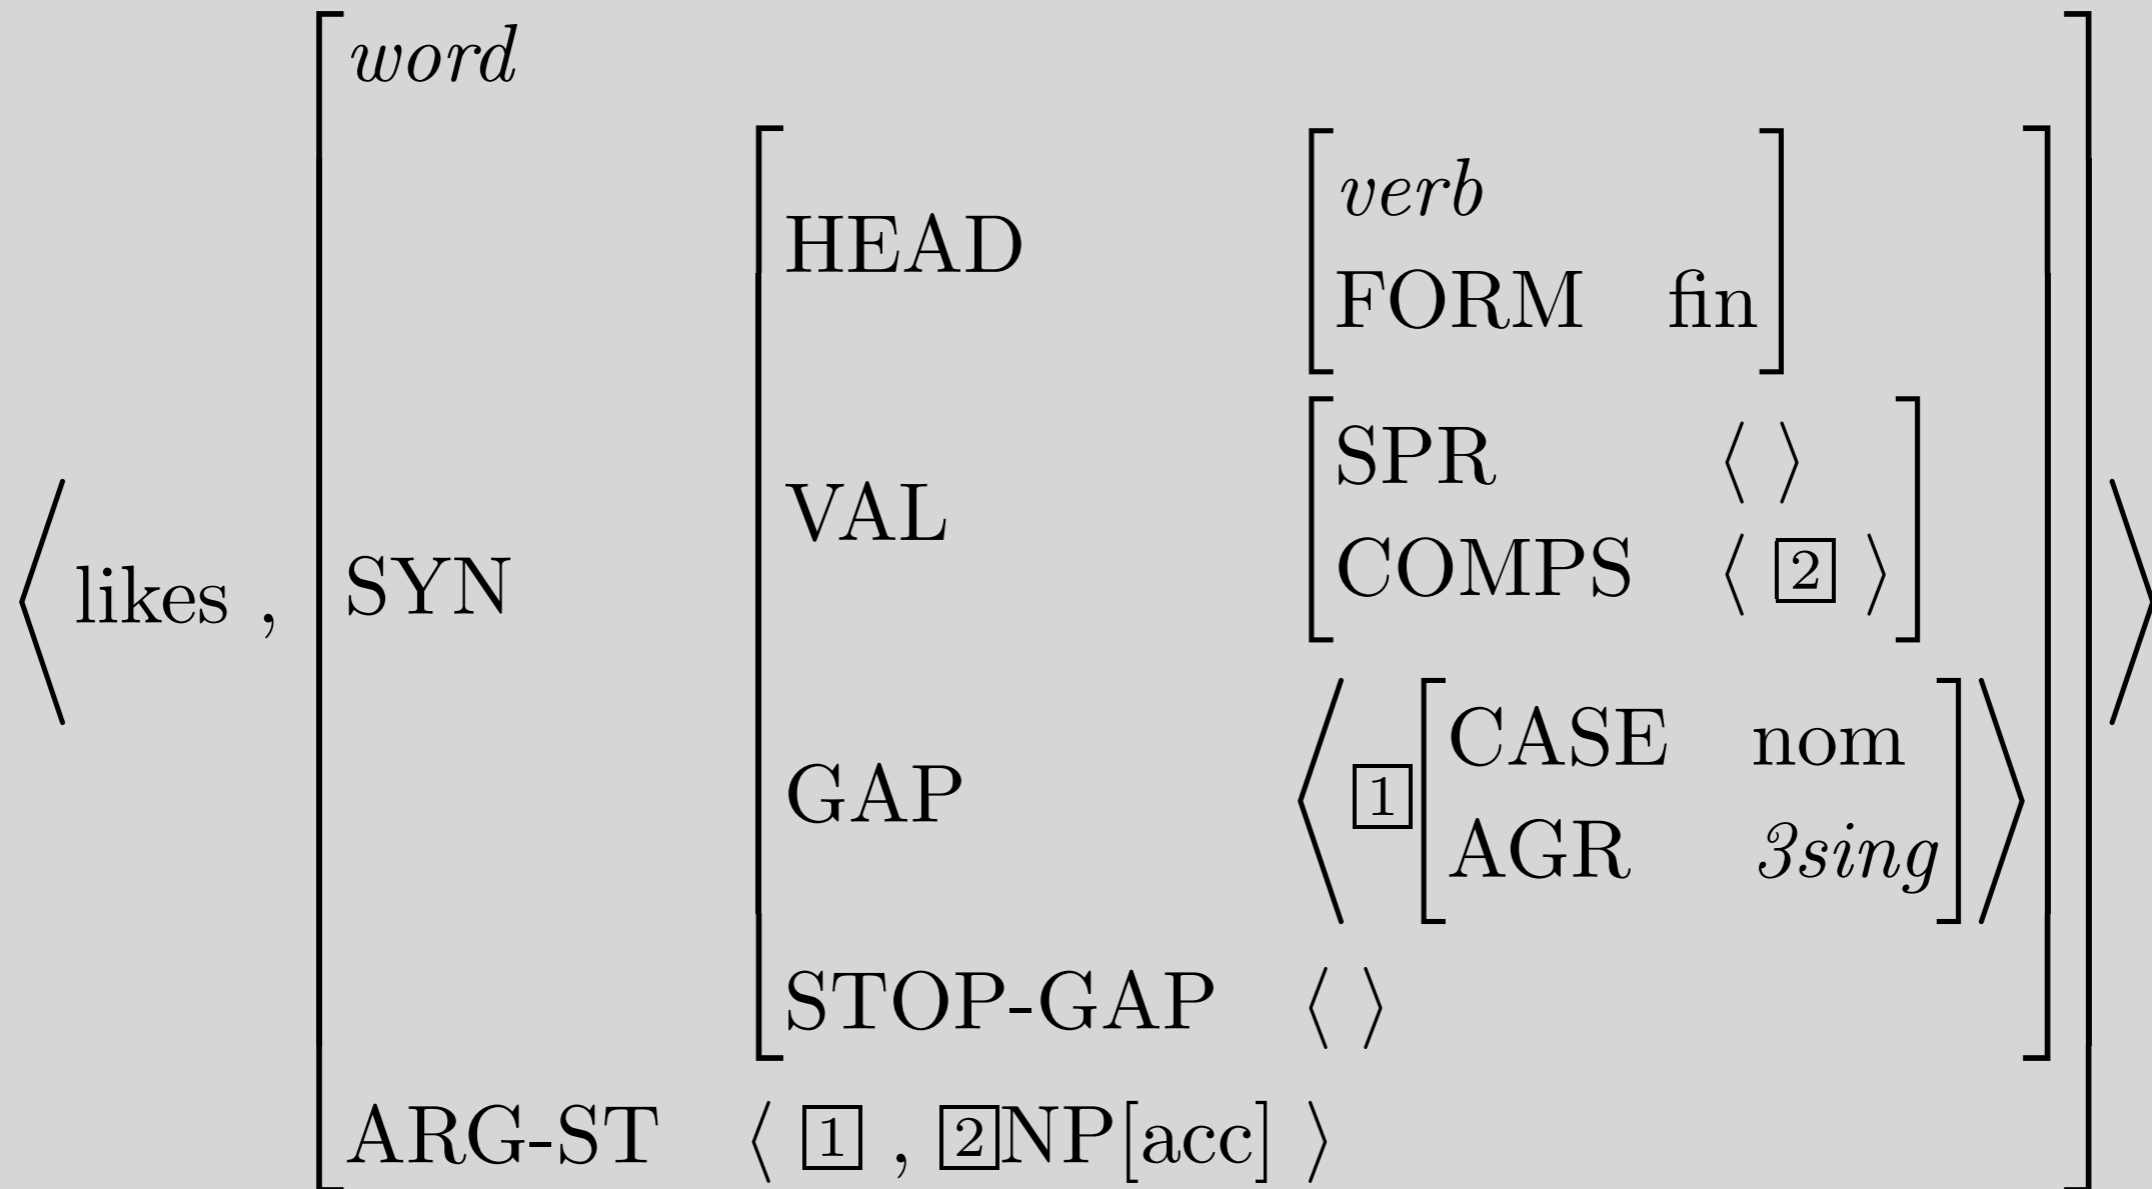 word
verb
HEAD
FORM fin
SPR ⟨ ⟩
VAL
COMPS ⟨ 2 ⟩
⟨ likes , SYN ⟩
CASE nom
GAP ⟨ 1 ⟩
AGR 3sing
STOP-GAP ⟨ ⟩
ARG-ST ⟨ 1 , 2 NP[acc] ⟩